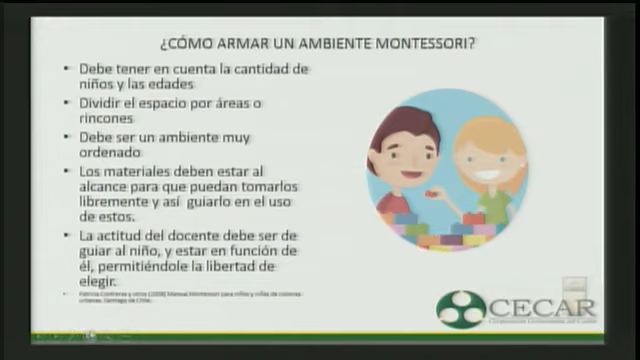 ¿CÓMO ARMAR UN AMBIENTE MONTESSORI?
• Debe tener en cuenta la cantidad de
niños y las edades
• Dividir el espacio por áreas o
rincones
• Debe ser un ambiente muy
ordenado
• Los materiales deben estar al
alcance para que puedan tomarlos
libremente y así guiarlo en el uso
de estos.
• La actitud del docente debe ser de
guiar al niño, y estar en función de
él, permitiéndole la libertad de
elegir.
• Patricia Contreras y otros (2008) Manual Montessori para niños y niñas de colonias
urbanas. Santiago de Chile.
CECAR